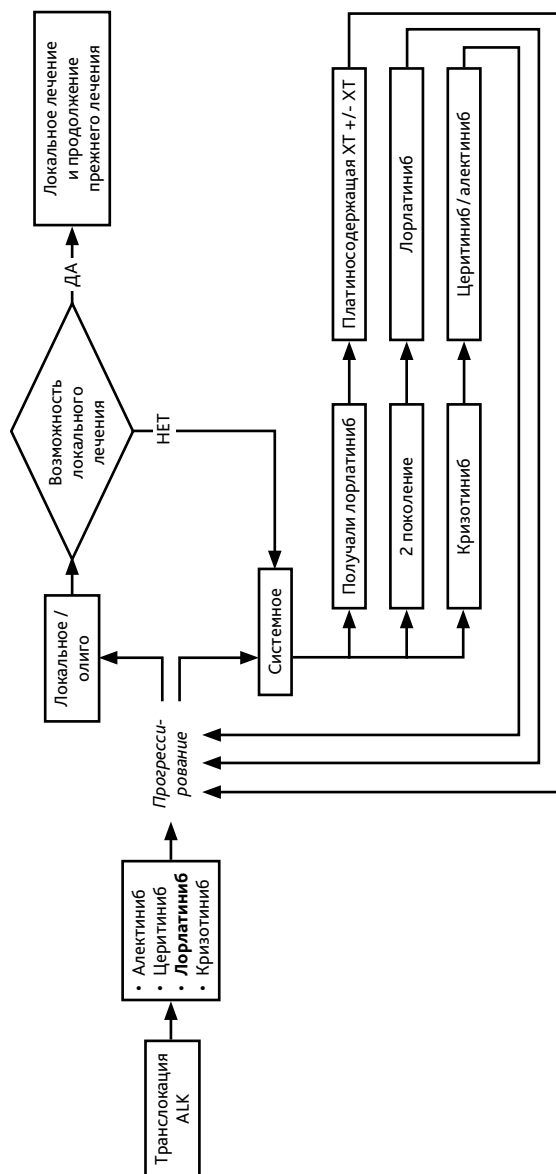 Транслокация
ALK
• Алектиниб
• Церитиниб
• Лорлатиниб
• Кризотиниб
Прогресси-
рование
Локальное /
олиго
Возможность
локального
лечения
ДА
Локальное лечение
и продолжение
прежнего лечения
НЕТ
Системное
Получали лорлатиниб
Платиносодержащая ХТ +/- ХТ
2 поколение
Лорлатиниб
Кризотиниб
Церитиниб / алектиниб